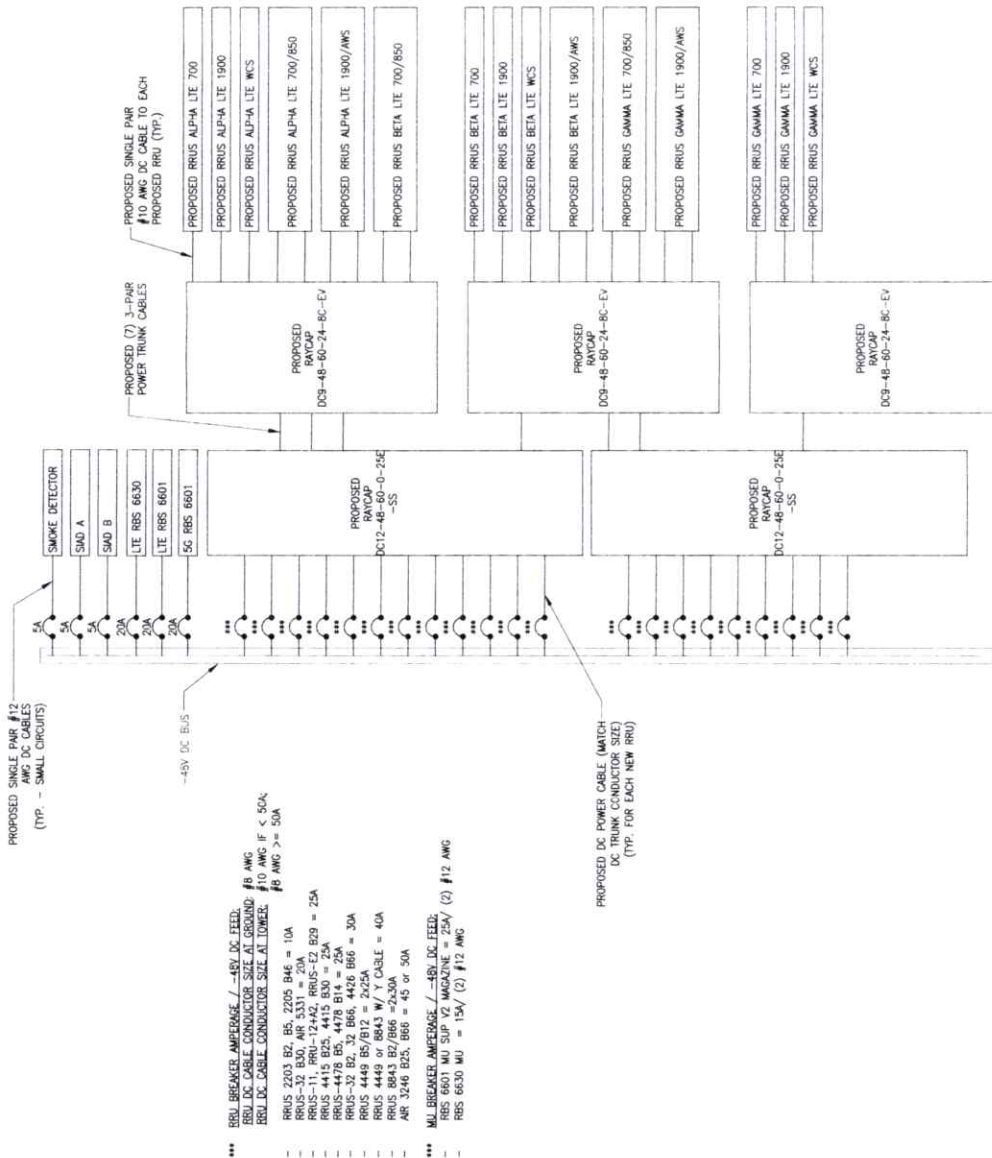 PROPOSED SINGLE PAIR #12
AWG DC CABLES
(TYP. - SMALL CIRCUITS)
5A
SMOKE DETECTOR
5A
SIAD A
5A
SIAD B
20A
LTE RBS 6630
20A
LTE RBS 6601
20A
5G RBS 6601
-48V DC BUS
PROPOSED (7) 3-PAIR
POWER TRUNK CABLES
PROPOSED SINGLE PAIR
#10 AWG DC CABLE TO EACH
PROPOSED RRU (TYP.)
***
***
***
***
***
***
***
***
***
***
***
***
PROPOSED
RAYCAP
DC12-48-60-0-25E
-SS
PROPOSED
RAYCAP
DC9-48-60-24-8C-EV
PROPOSED RRUS ALPHA LTE 700
PROPOSED RRUS ALPHA LTE 1900
PROPOSED RRUS ALPHA LTE WCS
PROPOSED RRUS ALPHA LTE 700/850
PROPOSED RRUS ALPHA LTE 1900/AWS
PROPOSED RRUS BETA LTE 700/850
PROPOSED
RAYCAP
DC9-48-60-24-8C-EV
PROPOSED RRUS BETA LTE 700
PROPOSED RRUS BETA LTE 1900
PROPOSED RRUS BETA LTE WCS
PROPOSED RRUS BETA LTE 1900/AWS
PROPOSED RRUS GAMMA LTE 700/850
PROPOSED RRUS GAMMA LTE 1900/AWS
***
***
***
***
***
***
***
***
***
PROPOSED
RAYCAP
DC12-48-60-0-25E
-SS
PROPOSED
RAYCAP
DC9-48-60-24-8C-EV
PROPOSED RRUS GAMMA LTE 700
PROPOSED RRUS GAMMA LTE 1900
PROPOSED RRUS GAMMA LTE WCS
PROPOSED DC POWER CABLE (MATCH
DC TRUNK CONDUCTOR SIZE)
(TYP. FOR EACH NEW RRU)
*** RRU BREAKER AMPERAGE / -48V DC FEED:
RRU DC CABLE CONDUCTOR SIZE AT GROUND: #8 AWG
RRU DC CABLE CONDUCTOR SIZE AT TOWER: #10 AWG IF < 50A;
#8 AWG >= 50A
- RRUS 2203 B2, B5, 2205 B46 = 10A
- RRUS-32 B30, AIR 5331 = 20A
- RRUS-11, RRU-12+A2, RRUS-E2 B29 = 25A
- RRUS 4415 B25, 4415 B30 = 25A
- RRUS-4478 B5, 4478 B14 = 25A
- RRUS-32 B2, 32 B66, 4426 B66 = 30A
- RRUS 4449 B5/B12 = 2x25A
- RRUS 4449 or 8843 W/ Y CABLE = 40A
- RRUS 8843 B2/B66 =2x30A
- AIR 3246 B25, B66 = 45 or 50A
*** MU BREAKER AMPERAGE / -48V DC FEED:
- RBS 6601 MU SUP V2 MAGAZINE = 25A/ (2) #12 AWG
- RBS 6630 MU = 15A/ (2) #12 AWG